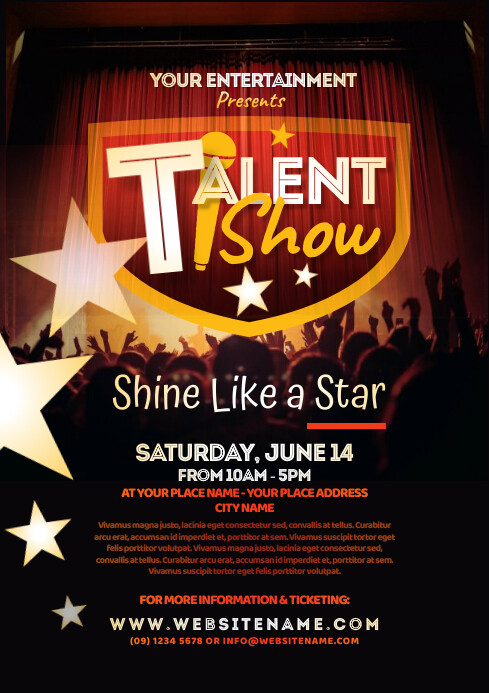 YOUR ENTERTAINMENT
Presents
TALENT
Show
Shine Like a Star
SATURDAY, JUNE 14
FROM 10AM - 5PM
AT YOUR PLACE NAME - YOUR PLACE ADDRESS
CITY NAME
Vivamus magna justo, lacinia eget consectetur sed, convallis at tellus. Curabitur
arcu erat, accumsan id imperdiet et, porttitor at sem. Vivamus suscipit tortor eget
felis porttitor volutpat. Vivamus magna justo, lacinia eget consectetur sed,
convallis at tellus. Curabitur arcu erat, accumsan id imperdiet et, porttitor at sem.
Vivamus suscipit tortor eget felis porttitor volutpat.
FOR MORE INFORMATION & TICKETING:
WWW.WEBSITENAME.COM
(09) 1234 5678 OR INFO@WEBSITENAME.COM